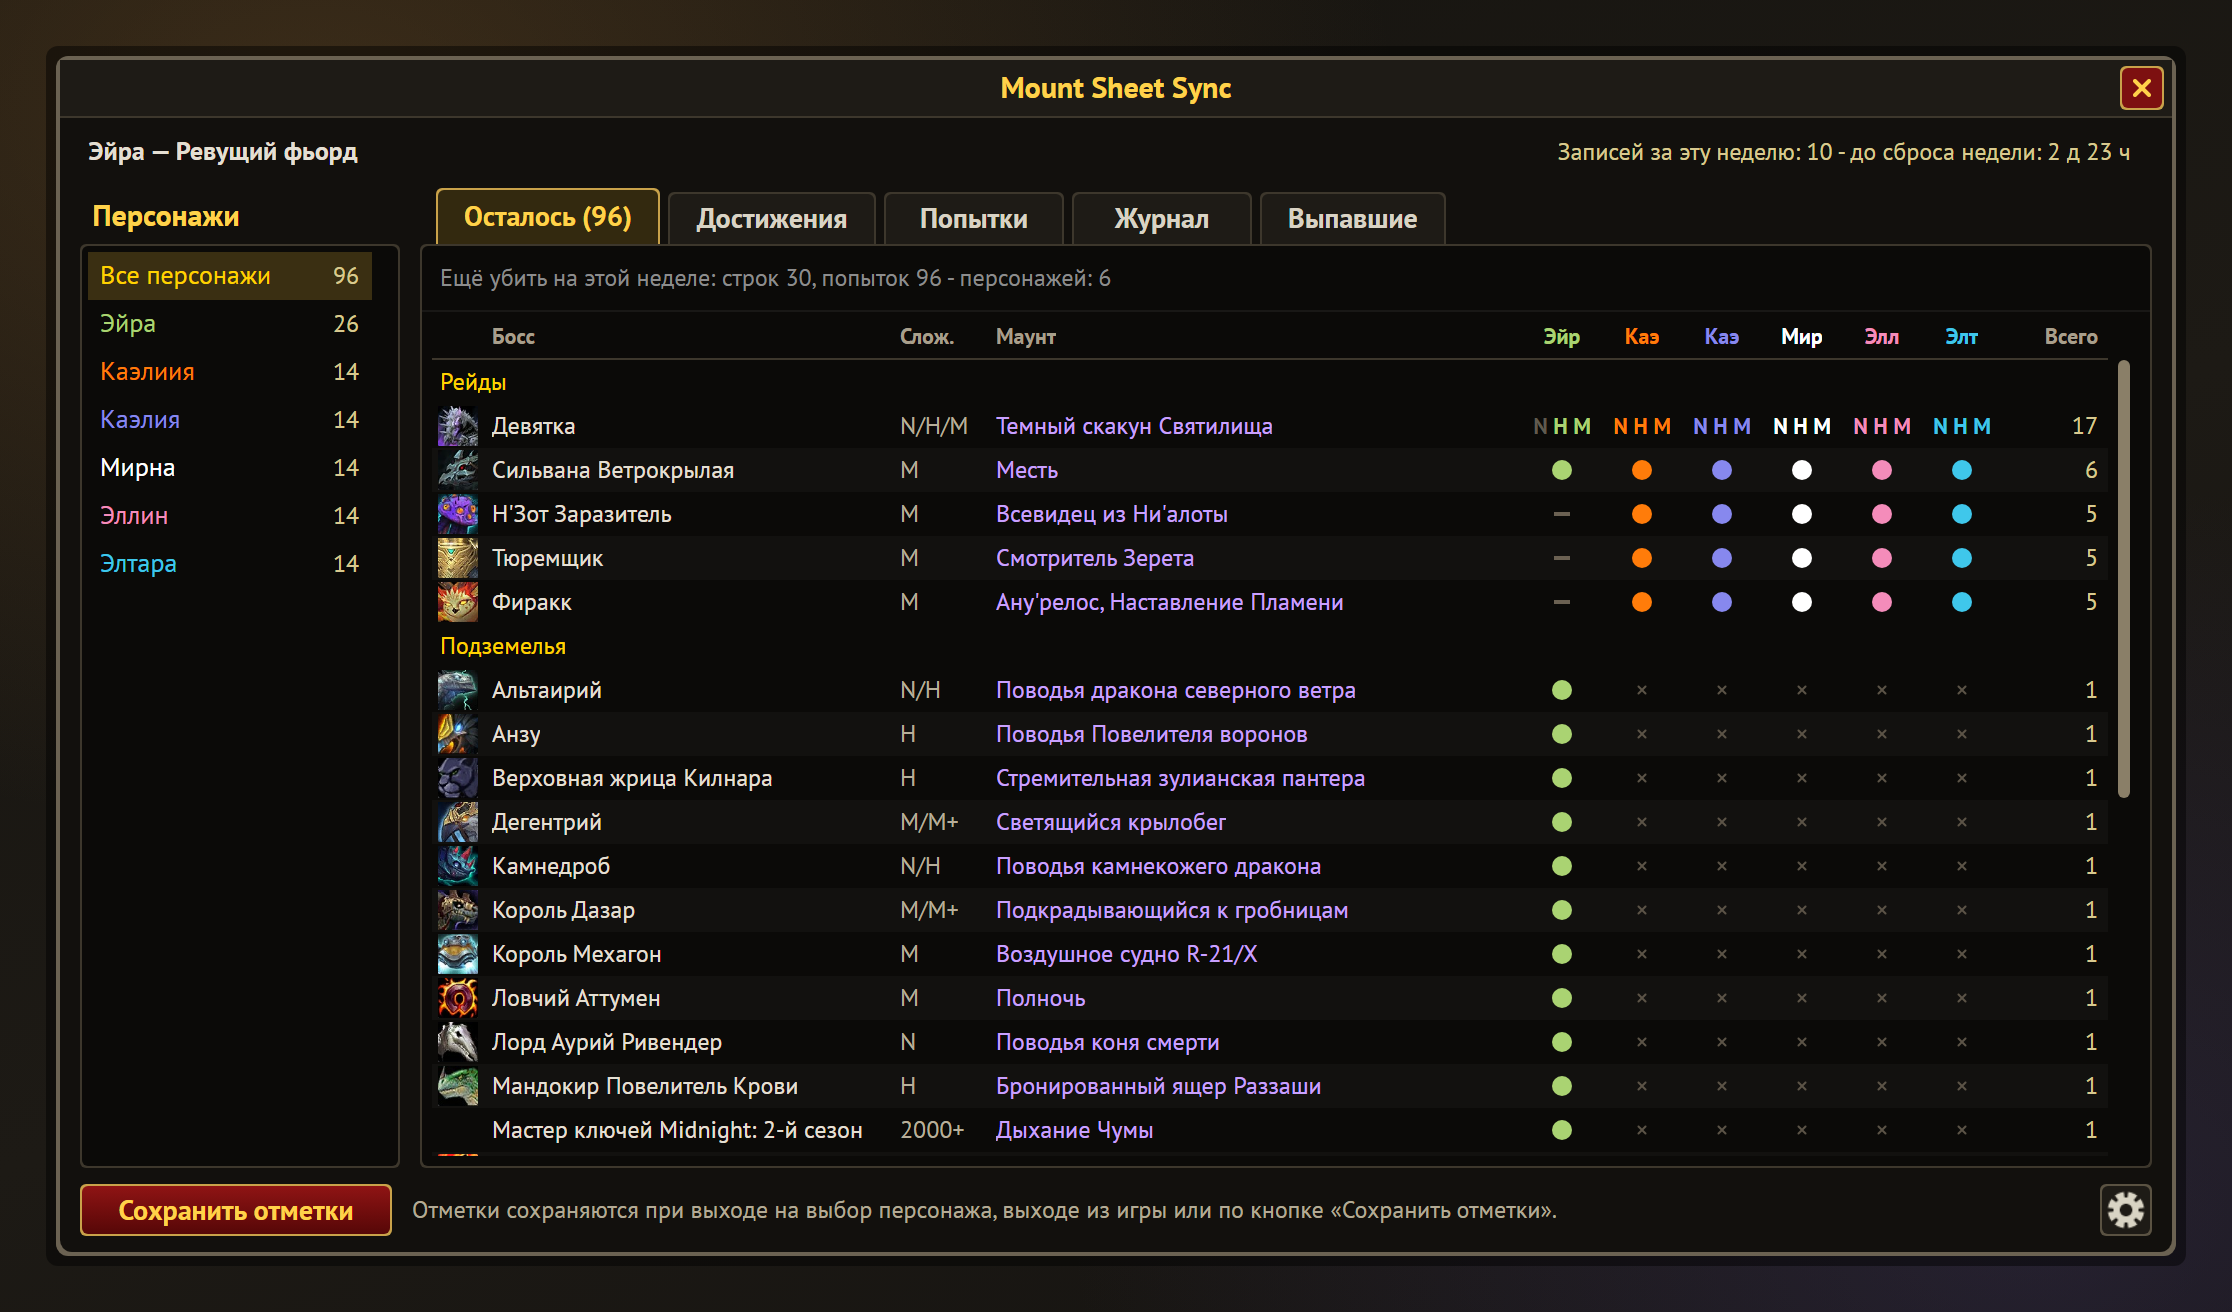 Mount Sheet Sync
Эйра — Ревущий фьорд
Записей за эту неделю: 10 - до сброса недели: 2 д 23 ч
Персонажи
Все персонажи 96
Эйра 26
Каэлиия 14
Каэлия 14
Мирна 14
Эллин 14
Элтара 14
Осталось (96) Достижения Попытки Журнал Выпавшие
Ещё убить на этой неделе: строк 30, попыток 96 - персонажей: 6
Босс Слож. Маунт Эйр Каэ Каэ Мир Элл Элт Всего
Рейды
Девятка N/H/M Темный скакун Святилища N H M N H M N H M N H M N H M N H M 17
Сильвана Ветрокрылая M Месть 6
Н'Зот Заразитель M Всевидец из Ни'алоты — 5
Тюремщик M Смотритель Зерета — 5
Фиракк M Ану'релос, Наставление Пламени — 5
Подземелья
Альтаирий N/H Поводья дракона северного ветра × × × × × 1
Анзу H Поводья Повелителя воронов × × × × × 1
Верховная жрица Килнара H Стремительная зулианская пантера × × × × × 1
Дегентрий M/M+ Светящийся крылобег × × × × × 1
Камнедроб N/H Поводья камнекожего дракона × × × × × 1
Король Дазар M/M+ Подкрадывающийся к гробницам × × × × × 1
Король Мехагон M Воздушное судно R-21/X × × × × × 1
Ловчий Аттумен M Полночь × × × × × 1
Лорд Аурий Ривендер N Поводья коня смерти × × × × × 1
Мандокир Повелитель Крови H Бронированный ящер Раззаши × × × × × 1
Мастер ключей Midnight: 2-й сезон 2000+ Дыхание Чумы × × × × × 1
Сохранить отметки
Отметки сохраняются при выходе на выбор персонажа, выходе из игры или по кнопке «Сохранить отметки».